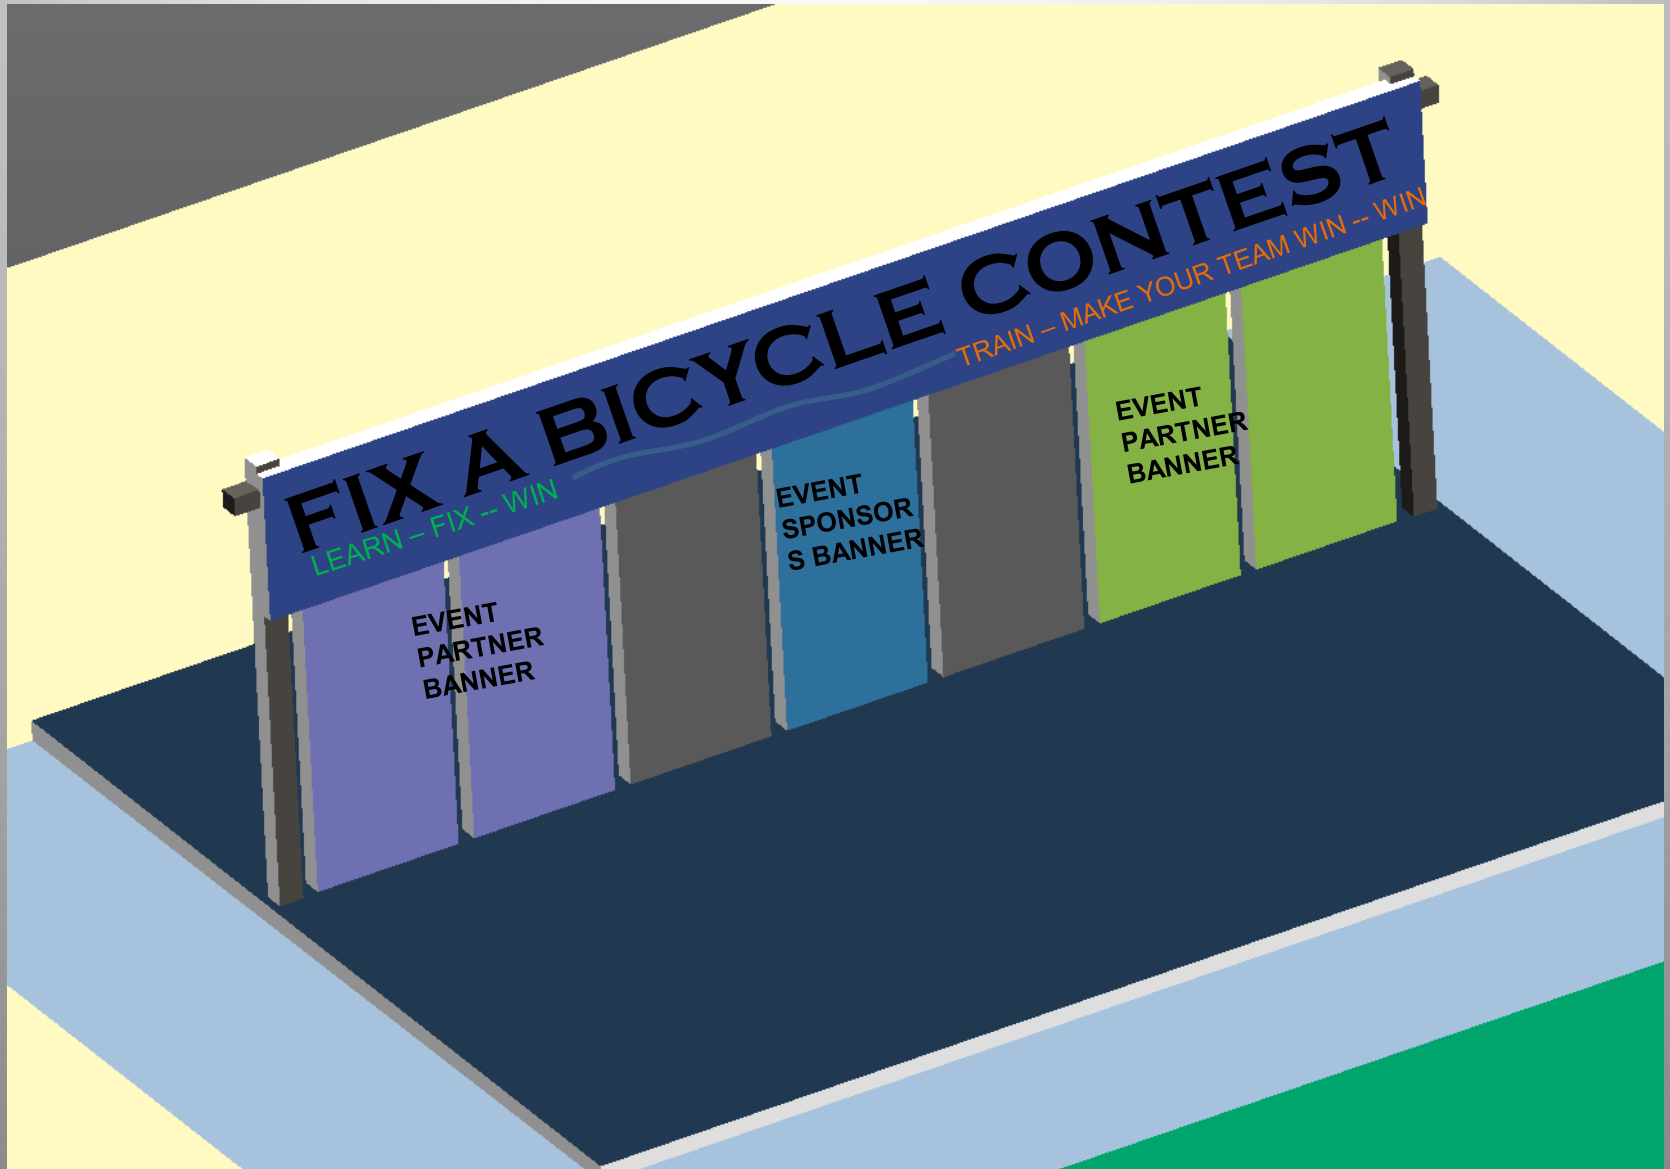 FIX A BICYCLE CONTEST
LEARN – FIX -- WIN
TRAIN – MAKE YOUR TEAM WIN -- WIN
EVENT
PARTNER
BANNER
EVENT
SPONSOR
S BANNER
EVENT
PARTNER
BANNER